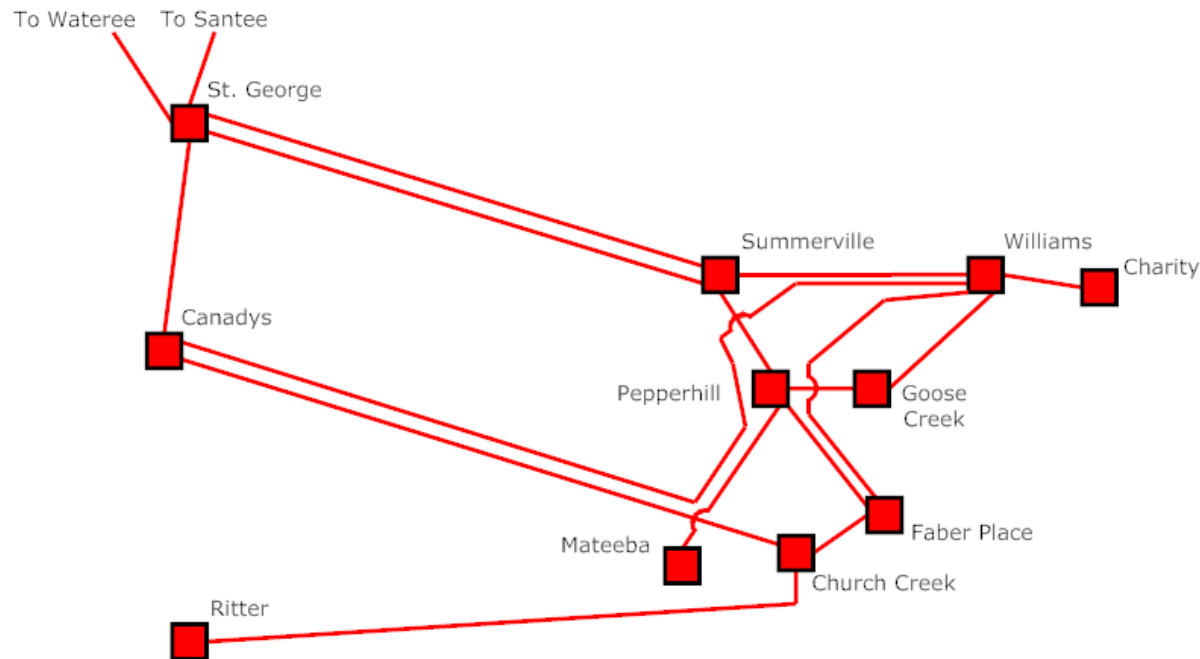 To Wateree
To Santee
St. George
Summerville
Williams
Charity
Canadys
Pepperhill
Goose
Creek
Mateeba
Faber Place
Church Creek
Ritter